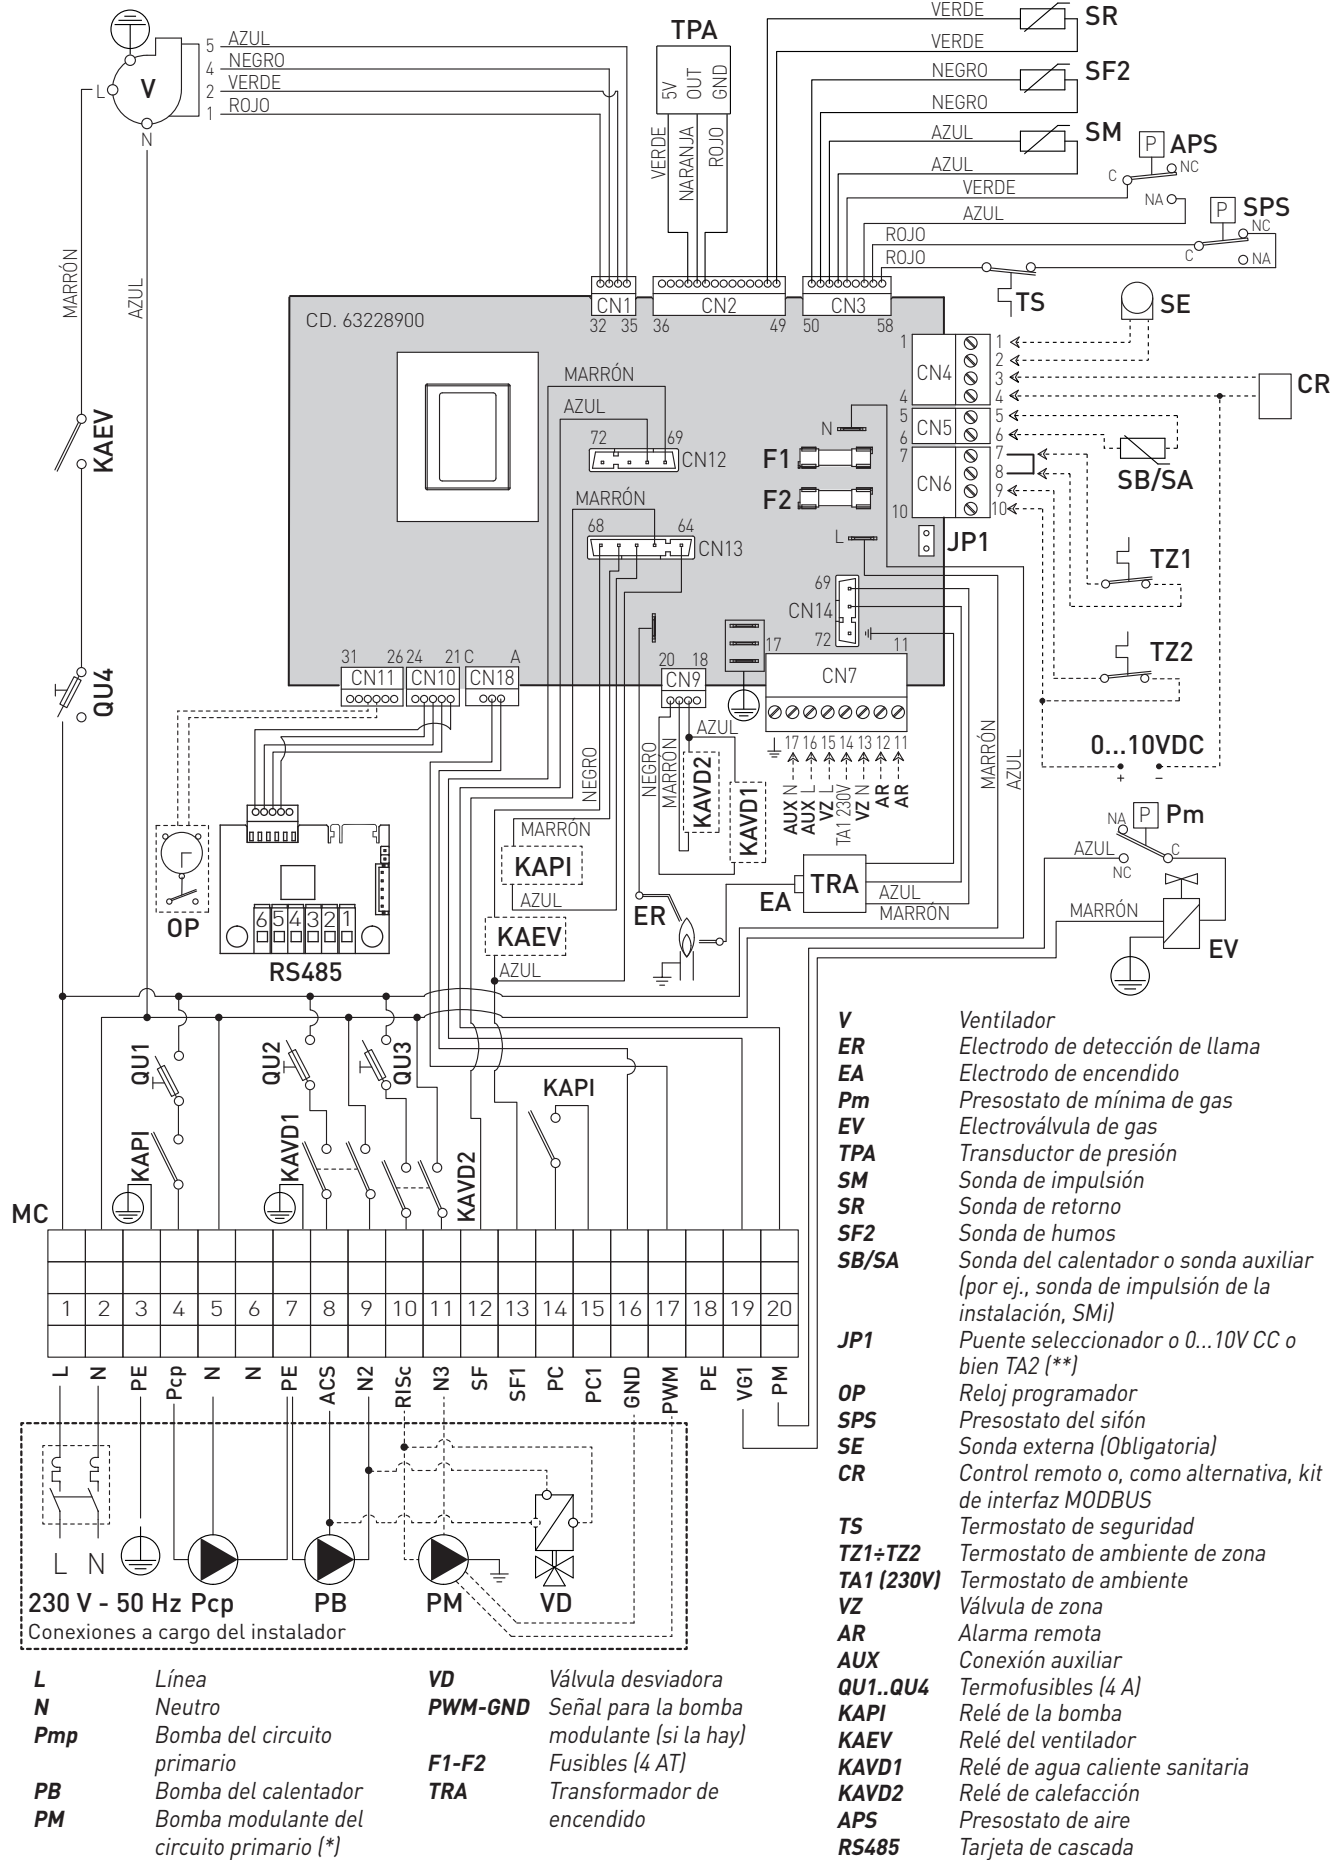 VERDE
SR
TPA
VERDE
5 AZUL
4 NEGRO
2 VERDE
1 ROJO
L
V
N
5V
OUT
GND
NEGRO
SF2
NEGRO
AZUL
SM
AZUL
P
APS
C
NC
NA
VERDE
NARANJA
ROJO
VERDE
AZUL
P
SPS
ROJO
NC
C
NA
ROJO
TS
MARRÓN
AZUL
CN1
CN2
CN3
32 35
36 49
50 58
SE
CD. 63228900
1
4
CN4
1
2
3
4
CR
MARRÓN
AZUL
5
6
CN5
5
6
SB/SA
72 69
CN12
N
F1
F2
7
10
CN6
7
8
9
10
KAEV
MARRÓN
68 64
CN13
L
JP1
TZ1
69
CN14
72
TZ2
QU4
31 26
24 21
C A
CN11
CN10
CN18
20 18
CN9
17 11
CN7
0...10VDC
+ -
NEGRO
NEGRO
MARRÓN
AZUL
KAVD2
KAVD1
17 16 15 14 13 12 11
AUX N
AUX L
VZ L
TA1 230V
VZ N
AR
AR
MARRÓN
AZUL
NA
P
Pm
C
AZUL
NC
MARRÓN
KAPI
AZUL
KAEV
AZUL
ER
EA
TRA
AZUL
MARRÓN
MARRÓN
EV
OP
6 5 4 3 2 1
RS485
QU1
QU2
QU3
KAPI
KAPI
KAVD1
KAVD2
MC
1 2 3 4 5 6 7 8 9 10 11 12 13 14 15 16 17 18 19 20
L N PE Pcp N N PE ACS N2 RISc N3 SF SF1 PC PC1 GND PWM PE VG1 PM
L N
230 V - 50 Hz Pcp PB PM VD
Conexiones a cargo del instalador
L Línea
N Neutro
Pmp Bomba del circuito
primario
PB Bomba del calentador
PM Bomba modulante del
circuito primario (*)
VD Válvula desviadora
PWM-GND Señal para la bomba
modulante (si la hay)
F1-F2 Fusibles (4 AT)
TRA Transformador de
encendido
V Ventilador
ER Electrodo de detección de llama
EA Electrodo de encendido
Pm Presostato de mínima de gas
EV Electroválvula de gas
TPA Transductor de presión
SM Sonda de impulsión
SR Sonda de retorno
SF2 Sonda de humos
SB/SA Sonda del calentador o sonda auxiliar
(por ej., sonda de impulsión de la
instalación, SMi)
JP1 Puente seleccionador o 0...10V CC o
bien TA2 (**)
OP Reloj programador
SPS Presostato del sifón
SE Sonda externa (Obligatoria)
CR Control remoto o, como alternativa, kit
de interfaz MODBUS
TS Termostato de seguridad
TZ1÷TZ2 Termostato de ambiente de zona
TA1 (230V) Termostato de ambiente
VZ Válvula de zona
AR Alarma remota
AUX Conexión auxiliar
QU1..QU4 Termofusibles (4 A)
KAPI Relé de la bomba
KAEV Relé del ventilador
KAVD1 Relé de agua caliente sanitaria
KAVD2 Relé de calefacción
APS Presostato de aire
RS485 Tarjeta de cascada